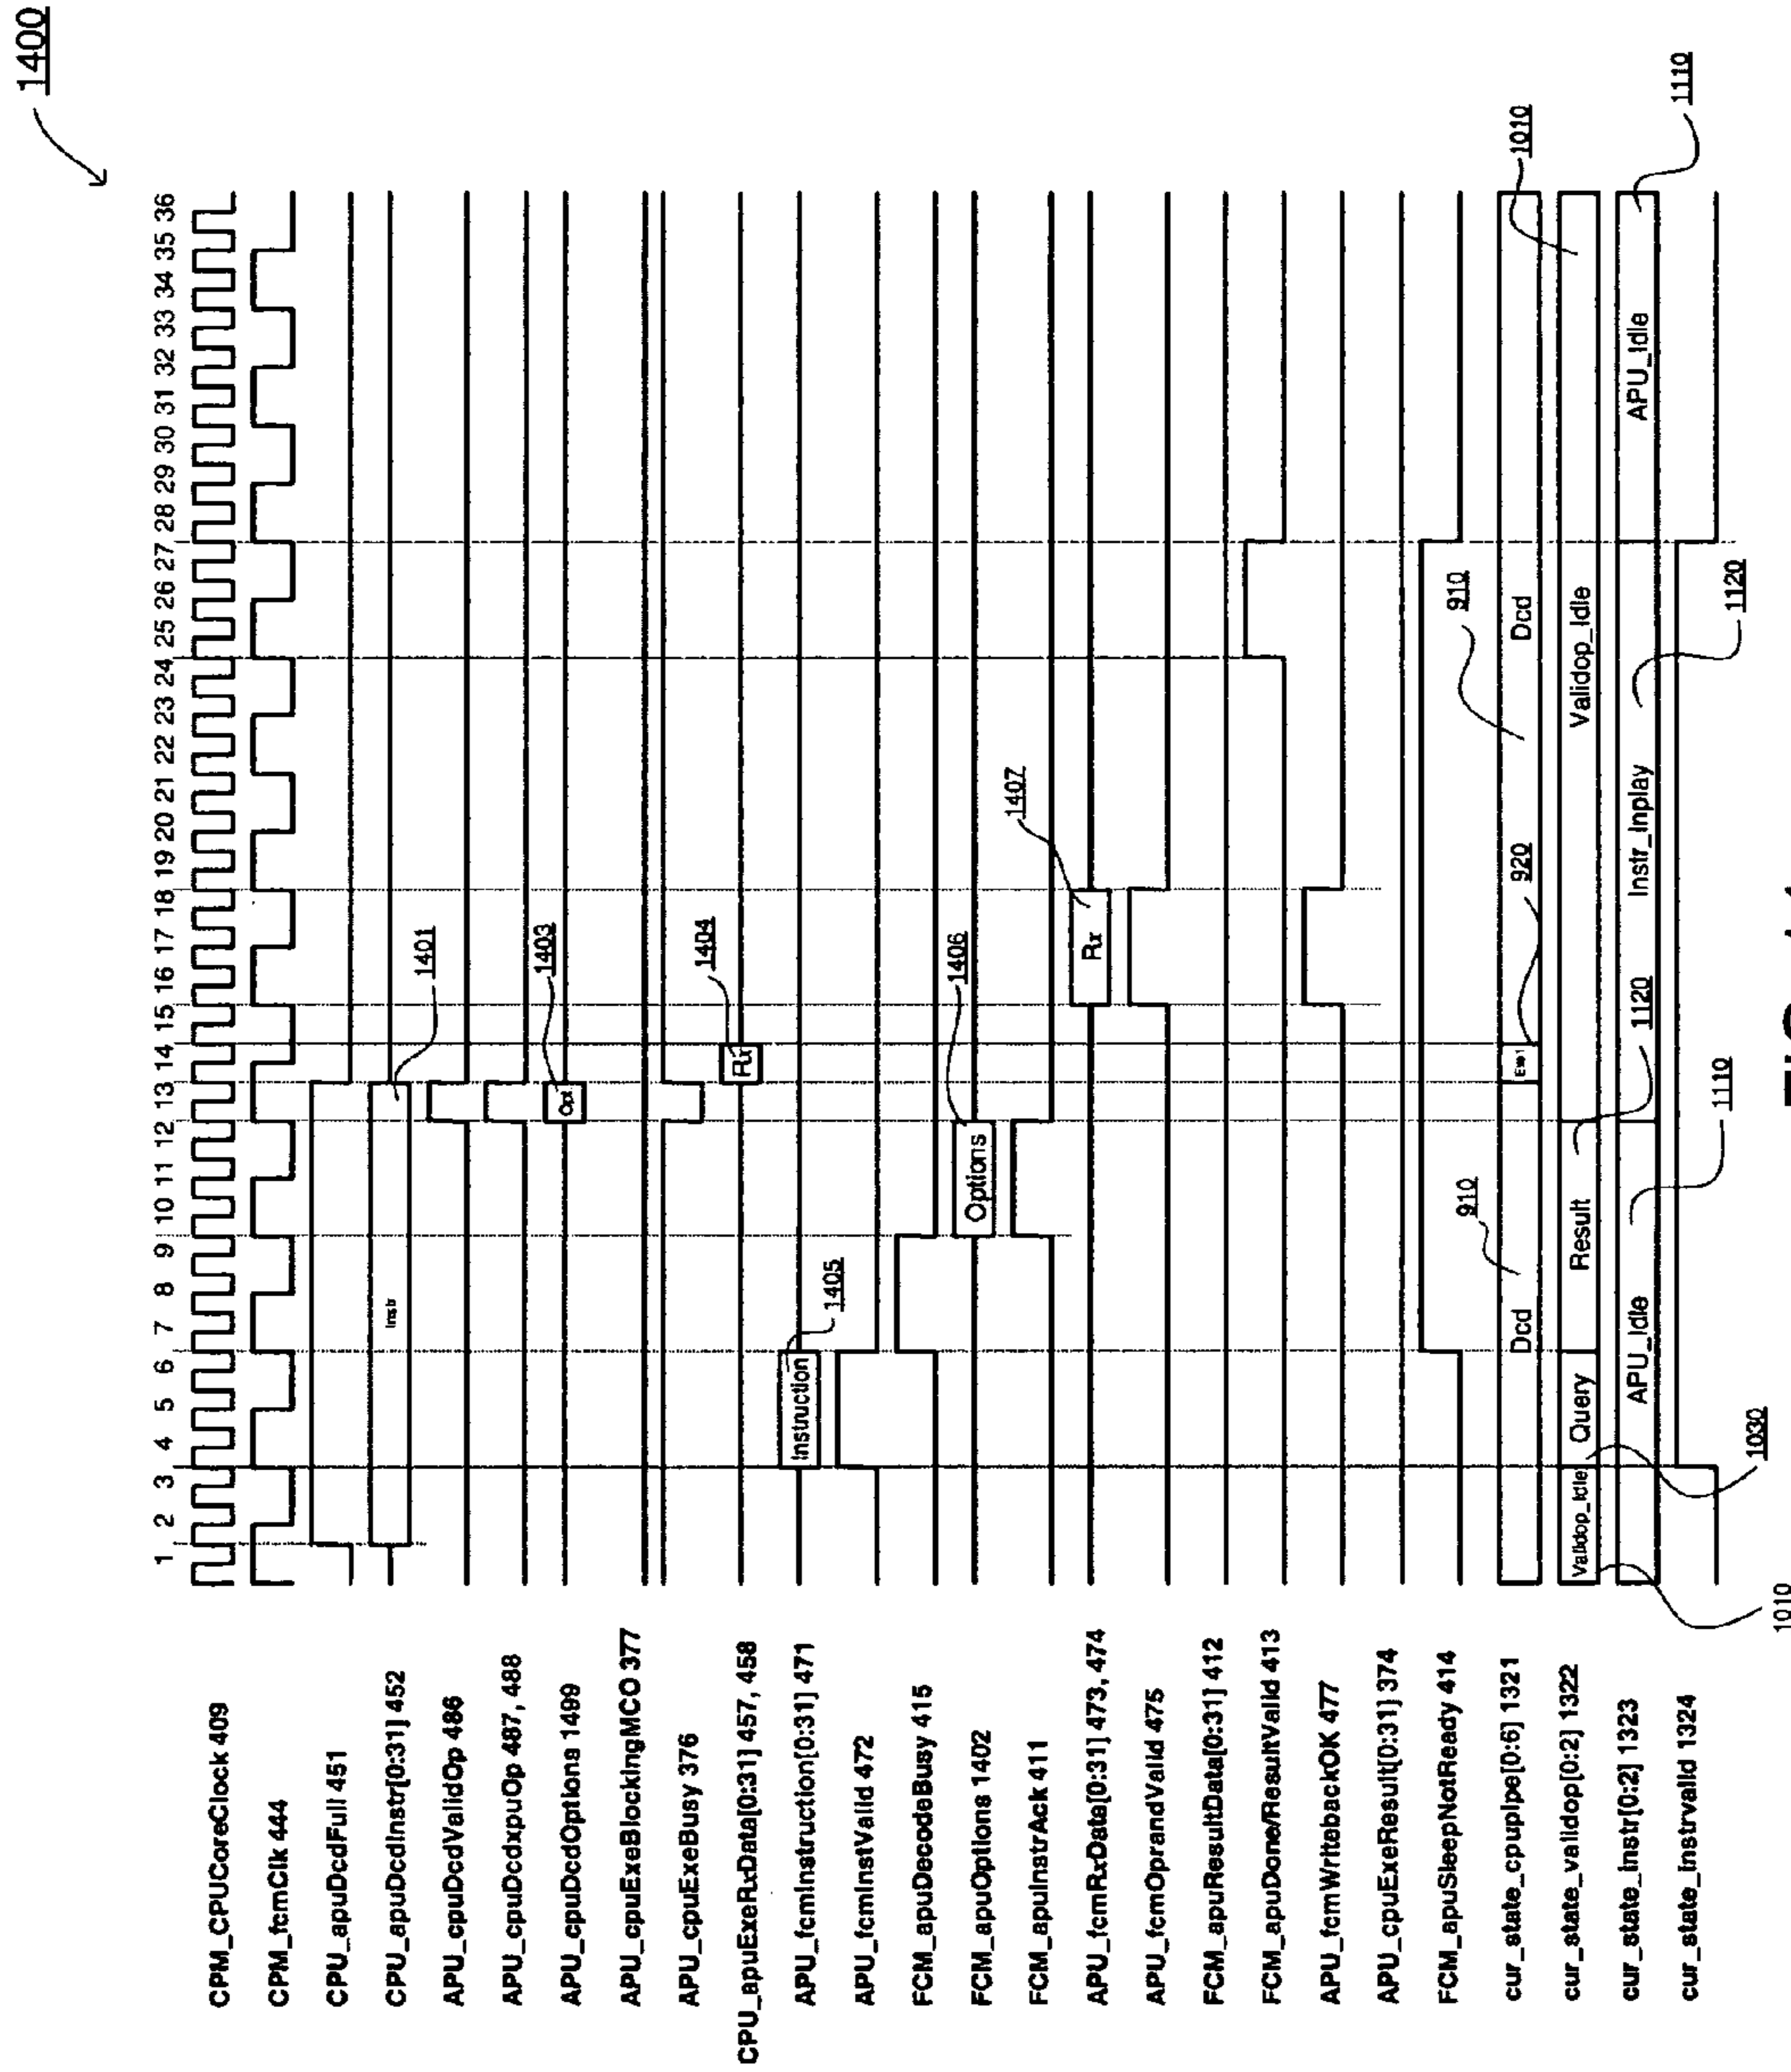 1400
1 2 3 4 5 6 7 8 9 10 11 12 13 14 15 16 17 18 19 20 21 22 23 24 25 26 27 28 29 30 31 32 33 34 35 36
CPM_CPUCoreClock 409
CPM_fcmClk 444
CPU_apuDcdFull 451
CPU_apuDcdInstr[0:31] 452
Instr
1401
APU_cpuDcdValidOp 486
APU_cpuDcdxpuOp 487, 488
APU_cpuDcdOptions 1499
Opt
1403
APU_cpuExeBlockingMCO 377
APU_cpuExeBusy 376
CPU_apuExeRxData[0:31] 457, 458
Rx
1404
APU_fcmInstruction[0:31] 471
Instruction
1405
APU_fcmInstValid 472
FCM_apuDecodeBusy 415
FCM_apuOptions 1402
Options
1406
FCM_apuInstrAck 411
APU_fcmRxData[0:31] 473, 474
Rx
1407
APU_fcmOprandValid 475
FCM_apuResultData[0:31] 412
FCM_apuDone/ResultValid 413
APU_fcmWritebackOK 477
APU_cpuExeResult[0:31] 374
FCM_apuSleepNotReady 414
910 920 910
cur_state_cpupipe[0:6] 1321
Dcd Exe1 Dcd
1010
cur_state_validop[0:2] 1322
Validop_Idle Query Result Validop_Idle
1120
cur_state_instr[0:2] 1323
APU_Idle Instr_Inplay APU_Idle
1110
cur_state_instrvalid 1324
1010 1030 1110 1120